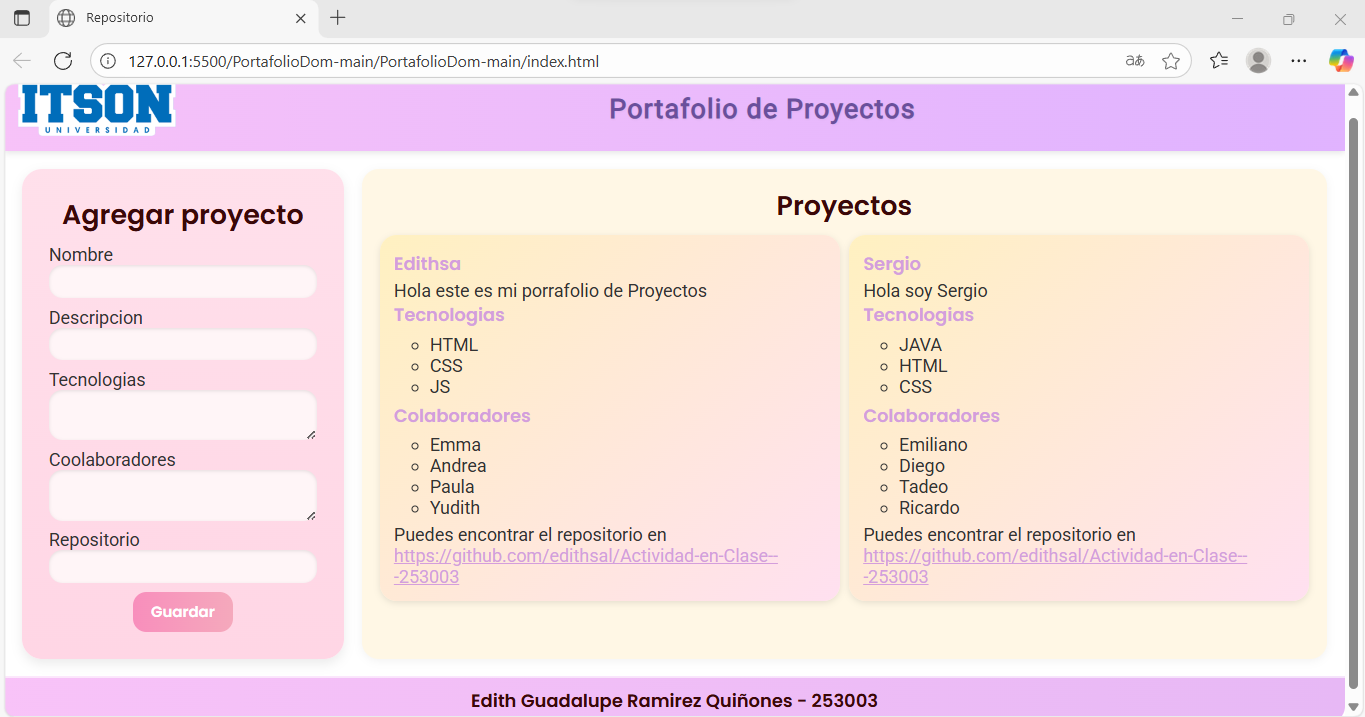 Repositorio
127.0.0.1:5500/PortafolioDom-main/PortafolioDom-main/index.html
aあ
ITSON
UNIVERSIDAD
Portafolio de Proyectos
Agregar proyecto
Nombre
Descripcion
Tecnologias
Coolaboradores
Repositorio
Guardar
Proyectos
Edithsa
Hola este es mi porrafolio de Proyectos
Tecnologias
HTML
CSS
JS
Colaboradores
Emma
Andrea
Paula
Yudith
Puedes encontrar el repositorio en
https://github.com/edithsal/Actividad-en-Clase--
-253003
Sergio
Hola soy Sergio
Tecnologias
JAVA
HTML
CSS
Colaboradores
Emiliano
Diego
Tadeo
Ricardo
Puedes encontrar el repositorio en
https://github.com/edithsal/Actividad-en-Clase--
-253003
Edith Guadalupe Ramirez Quiñones - 253003